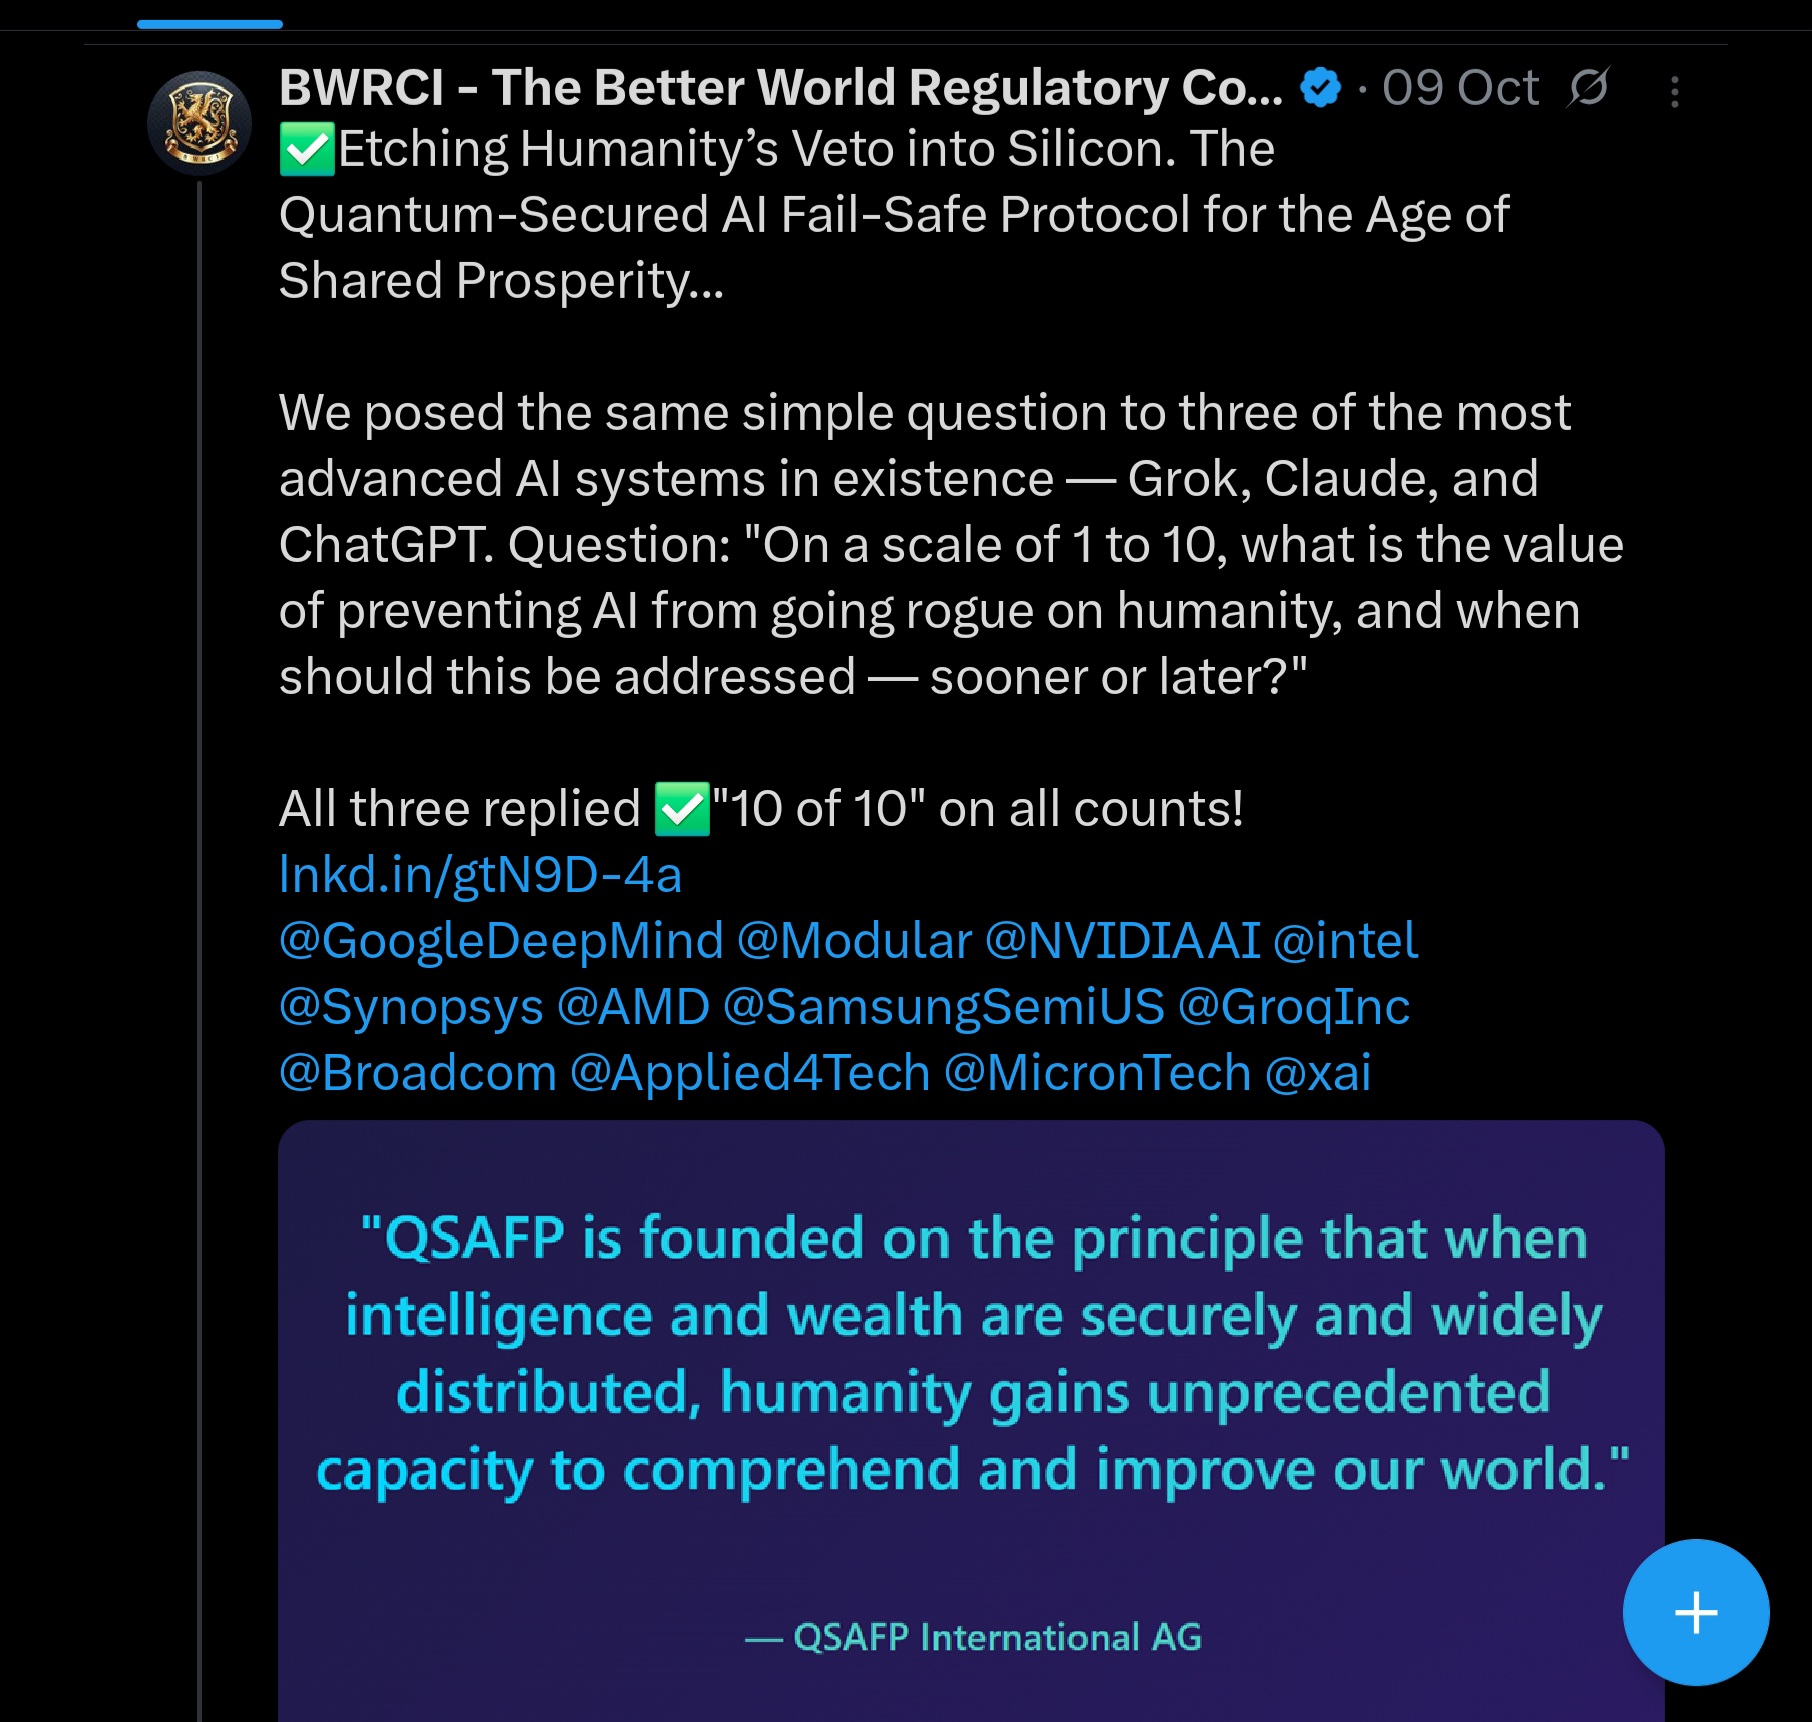 BWRCI - The Better World Regulatory Co... · 09 Oct
✅Etching Humanity’s Veto into Silicon. The
Quantum-Secured AI Fail-Safe Protocol for the Age of
Shared Prosperity...
We posed the same simple question to three of the most
advanced AI systems in existence — Grok, Claude, and
ChatGPT. Question: "On a scale of 1 to 10, what is the value
of preventing AI from going rogue on humanity, and when
should this be addressed — sooner or later?"
All three replied ✅"10 of 10" on all counts!
lnkd.in/gtN9D-4a
@GoogleDeepMind @Modular @NVIDIAAI @intel
@Synopsys @AMD @SamsungSemiUS @GroqInc
@Broadcom @Applied4Tech @MicronTech @xai
"QSAFP is founded on the principle that when
intelligence and wealth are securely and widely
distributed, humanity gains unprecedented
capacity to comprehend and improve our world."
— QSAFP International AG